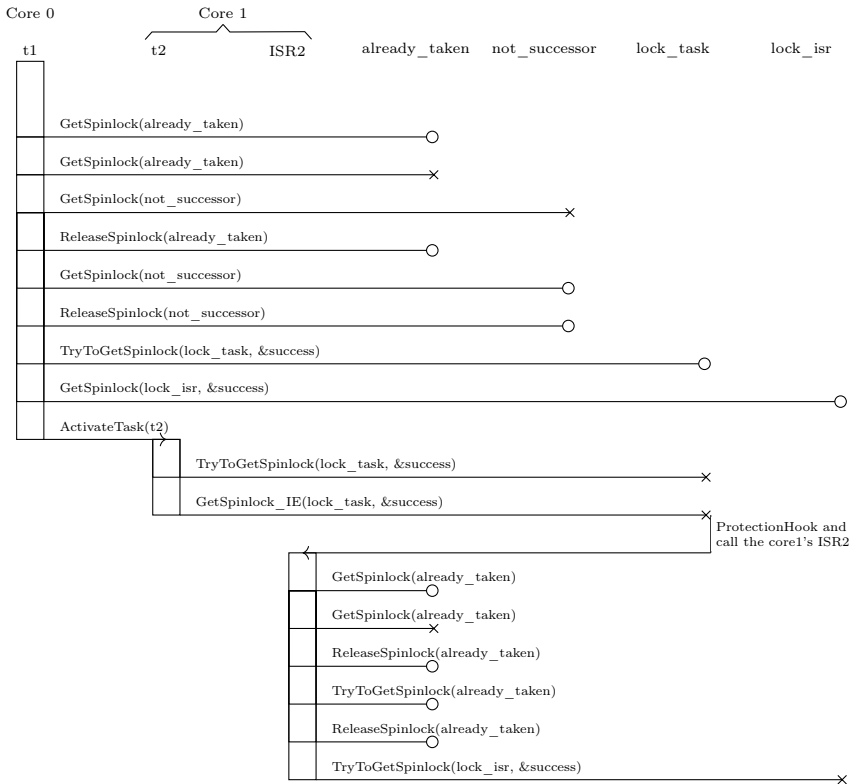 Core 0
Core 1
t1
t2
ISR2
already_taken
not_successor
lock_task
lock_isr
GetSpinlock(already_taken)
GetSpinlock(already_taken)
GetSpinlock(not_successor)
ReleaseSpinlock(already_taken)
GetSpinlock(not_successor)
ReleaseSpinlock(not_successor)
TryToGetSpinlock(lock_task, &success)
GetSpinlock(lock_isr, &success)
ActivateTask(t2)
TryToGetSpinlock(lock_task, &success)
GetSpinlock_IE(lock_task, &success)
ProtectionHook and
call the core1's ISR2
GetSpinlock(already_taken)
GetSpinlock(already_taken)
ReleaseSpinlock(already_taken)
TryToGetSpinlock(already_taken)
ReleaseSpinlock(already_taken)
TryToGetSpinlock(lock_isr, &success)